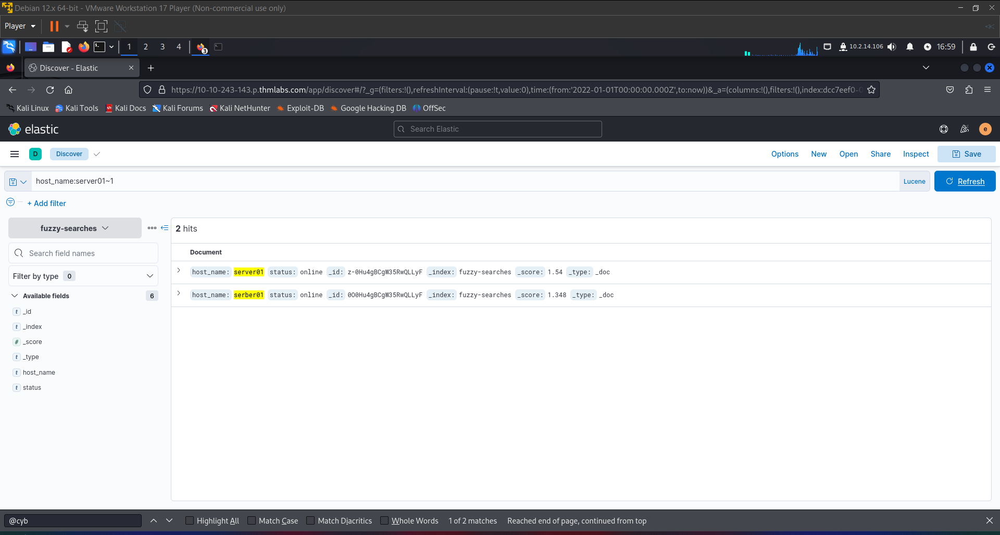 Debian 12.x 64-bit - VMware Workstation 17 Player (Non-commercial use only)
Player
1 2 3 4 3 10.2.14.106 16:59
Discover - Elastic
https://10-10-243-143.p.thmlabs.com/app/discover#/?_g=(filters:!(),refreshInterval:(pause:!t,value:0),time:(from:'2022-01-01T00:00:00.000Z',to:now))&_a=(columns:!(),filters:!(),index:dcc7eef0-0
Kali Linux Kali Tools Kali Docs Kali Forums Kali NetHunter Exploit-DB Google Hacking DB OffSec
elastic Search Elastic e
D Discover Options New Open Share Inspect Save
host_name:server01~1 Lucene Refresh
+ Add filter
fuzzy-searches 2 hits
Search field names Document
host_name: server01 status: online _id: z-0Hu4gBCgW35RwQLLyF _index: fuzzy-searches _score: 1.54 _type: _doc
Filter by type 0
host_name: serber01 status: online _id: 0O0Hu4gBCgW35RwQLLyF _index: fuzzy-searches _score: 1.348 _type: _doc
Available fields 6
t _id
t _index
# _score
t _type
t host_name
t status
@cyb Highlight All Match Case Match Diacritics Whole Words 1 of 2 matches Reached end of page, continued from top